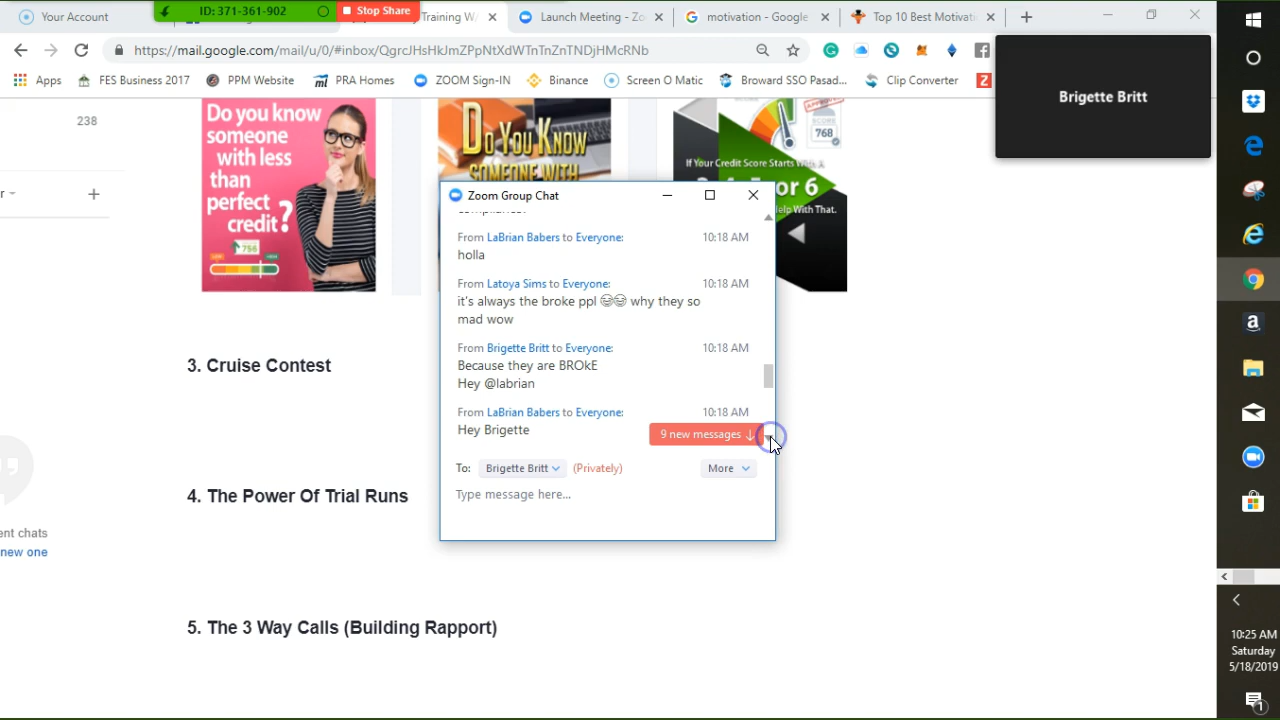 Your Account
ID: 371-361-902
Stop Share
Training W
Launch Meeting - Zo
motivation - Google
Top 10 Best Motivati
https://mail.google.com/mail/u/0/#inbox/QgrcJHsHkJmZPpNtXdWTnTnZnTNDjHMcRNb
Apps
FES Business 2017
PPM Website
PRA Homes
ZOOM Sign-IN
Binance
Screen O Matic
Broward SSO Pasad...
Clip Converter
Brigette Britt
238
Do you know
someone
with less
than
perfect
credit?
756
DO YOU KNOW
SOMEONE WITH
SCORE
768
If Your Credit Score Starts With A
or 6
Help With That.
Zoom Group Chat
From LaBrian Babers to Everyone: 10:18 AM
holla
From Latoya Sims to Everyone: 10:18 AM
it's always the broke ppl 😂😂 why they so
mad wow
From Brigette Britt to Everyone: 10:18 AM
Because they are BROkE
Hey @labrian
From LaBrian Babers to Everyone: 10:18 AM
Hey Brigette
9 new messages ↓
To: Brigette Britt (Privately) More
Type message here...
3. Cruise Contest
4. The Power Of Trial Runs
5. The 3 Way Calls (Building Rapport)
ent chats
new one
10:25 AM
Saturday
5/18/2019
1